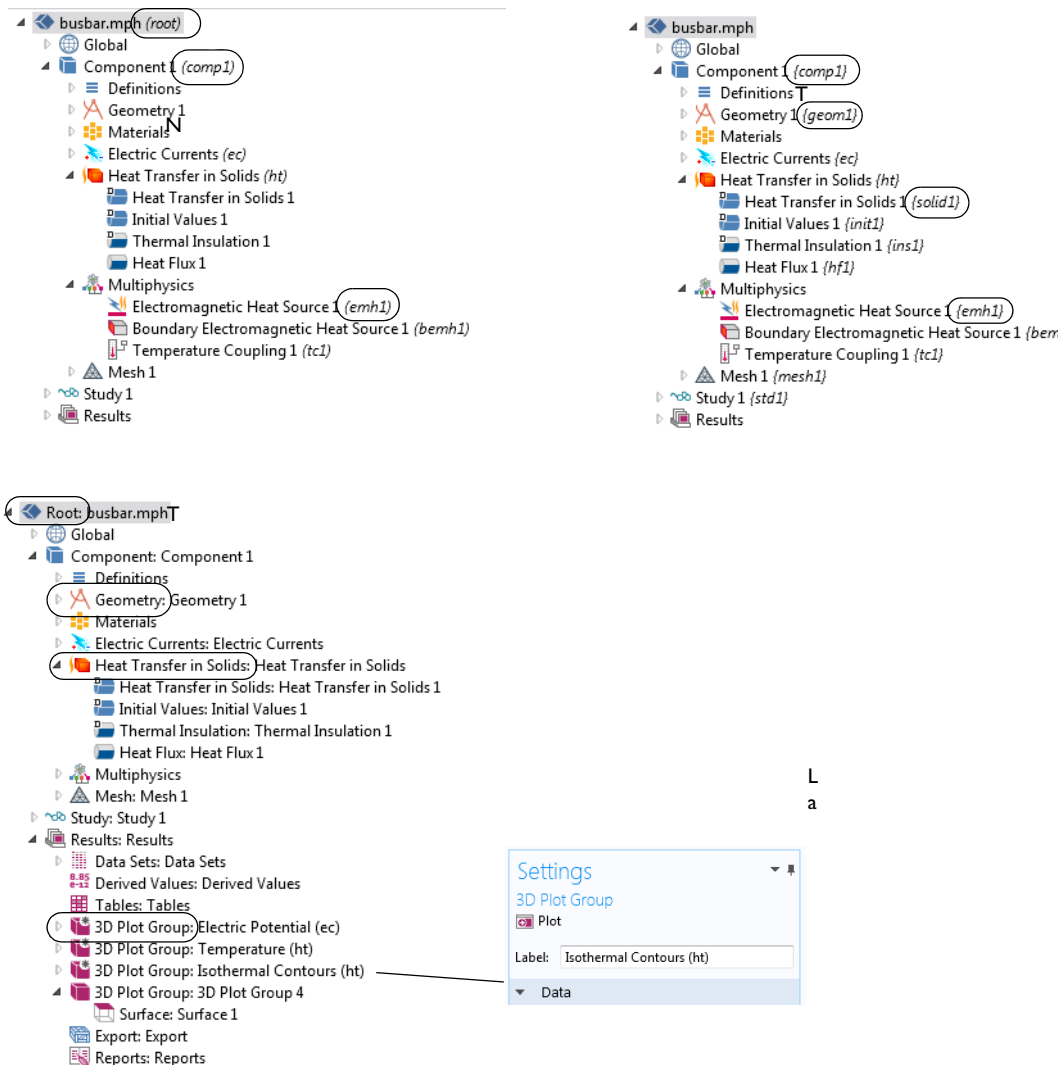 busbar.mph (root)
Global
Component 1 (comp1)
Definitions
Geometry 1
N
Materials
Electric Currents (ec)
Heat Transfer in Solids (ht)
Heat Transfer in Solids 1
Initial Values 1
Thermal Insulation 1
Heat Flux 1
Multiphysics
Electromagnetic Heat Source 1 (emh1)
Boundary Electromagnetic Heat Source 1 (bemh1)
Temperature Coupling 1 (tc1)
Mesh 1
Study 1
Results
busbar.mph
Global
Component 1 {comp1}
Definitions
T
Geometry 1 {geom1}
Materials
Electric Currents {ec}
Heat Transfer in Solids {ht}
Heat Transfer in Solids 1 {solid1}
Initial Values 1 {init1}
Thermal Insulation 1 {ins1}
Heat Flux 1 {hf1}
Multiphysics
Electromagnetic Heat Source 1 {emh1}
Boundary Electromagnetic Heat Source 1 {bem
Temperature Coupling 1 {tc1}
Mesh 1 {mesh1}
Study 1 {std1}
Results
Root: busbar.mph
T
Global
Component: Component 1
Definitions
Geometry: Geometry 1
Materials
Electric Currents: Electric Currents
Heat Transfer in Solids: Heat Transfer in Solids
Heat Transfer in Solids: Heat Transfer in Solids 1
Initial Values: Initial Values 1
Thermal Insulation: Thermal Insulation 1
Heat Flux: Heat Flux 1
Multiphysics
Mesh: Mesh 1
Study: Study 1
Results: Results
Data Sets: Data Sets
8.85
e-12
Derived Values: Derived Values
Tables: Tables
3D Plot Group: Electric Potential (ec)
3D Plot Group: Temperature (ht)
3D Plot Group: Isothermal Contours (ht)
3D Plot Group: 3D Plot Group 4
Surface: Surface 1
Export: Export
Reports: Reports
L
a
Settings
3D Plot Group
Plot
Label: Isothermal Contours (ht)
Data